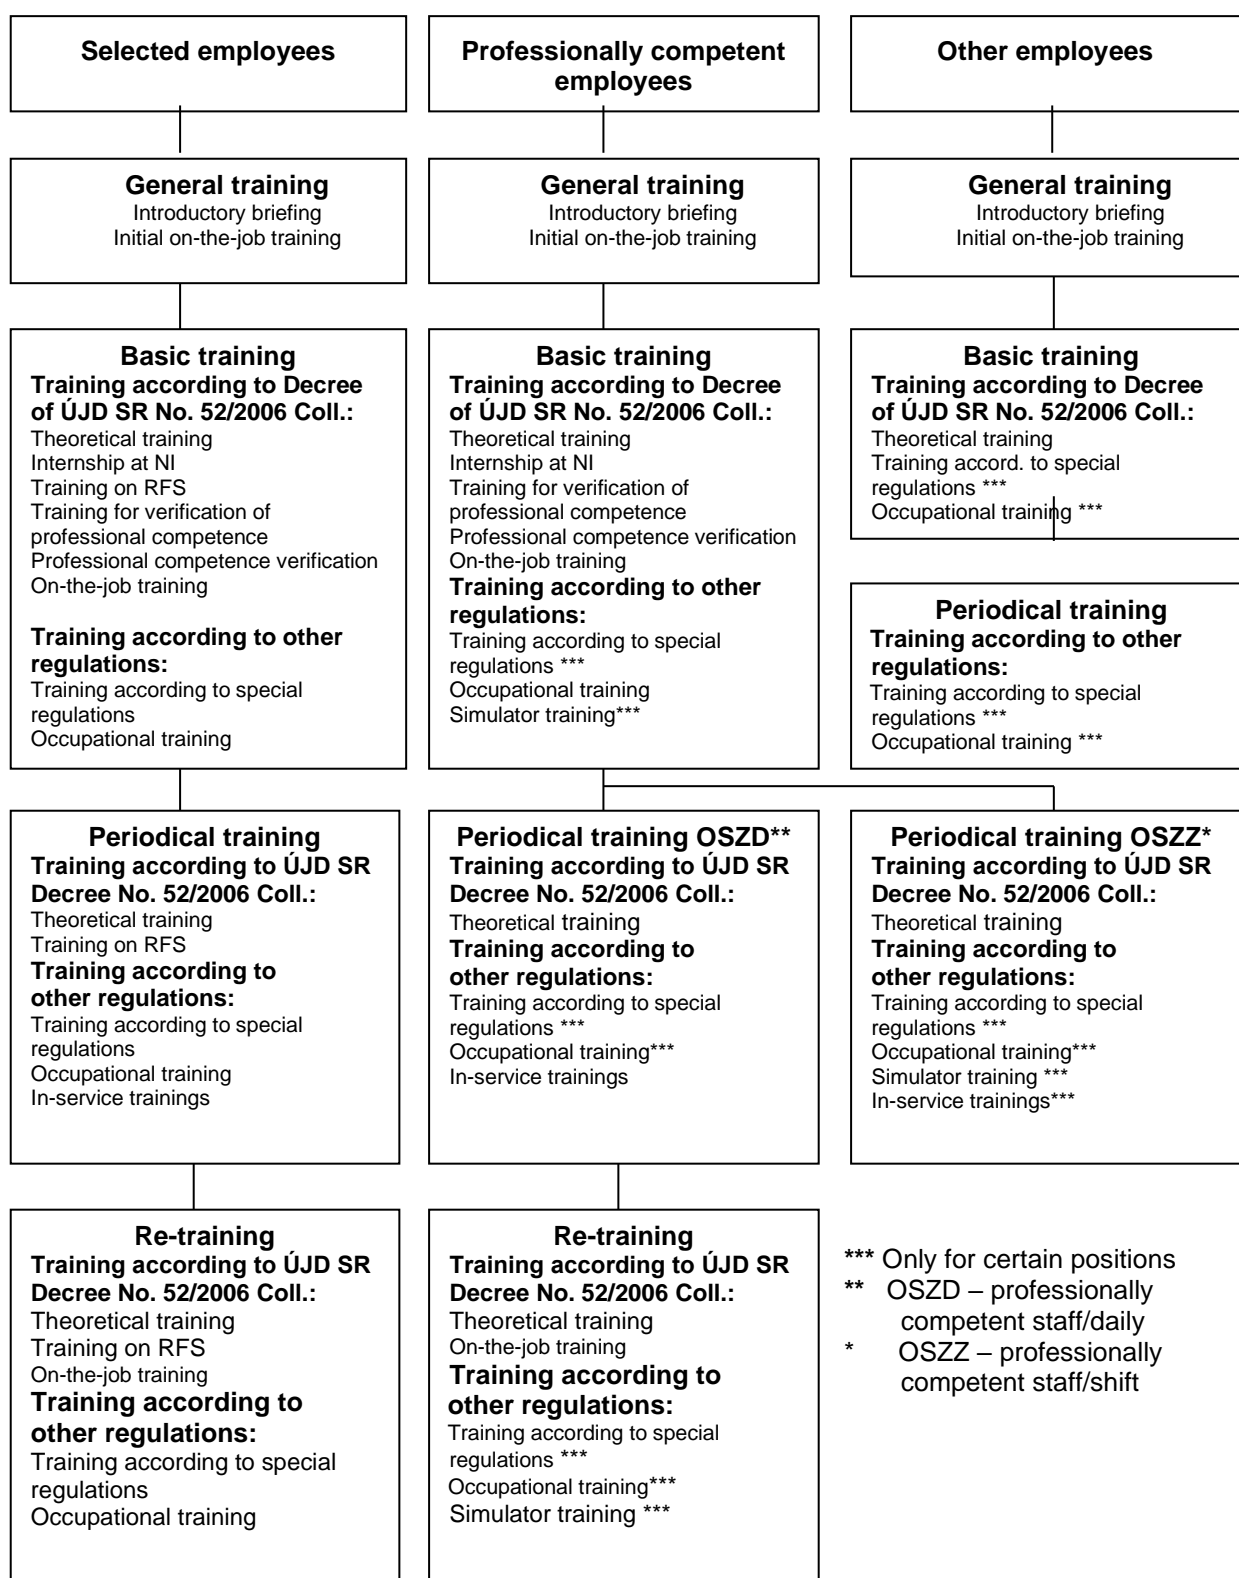 Selected employees
Professionally competent
employees
Other employees
General training
Introductory briefing
Initial on-the-job training
General training
Introductory briefing
Initial on-the-job training
General training
Introductory briefing
Initial on-the-job training
Basic training
Training according to Decree
of ÚJD SR No. 52/2006 Coll.:
Theoretical training
Internship at NI
Training on RFS
Training for verification of
professional competence
Professional competence verification
On-the-job training
Training according to other
regulations:
Training according to special
regulations
Occupational training
Basic training
Training according to Decree
of ÚJD SR No. 52/2006 Coll.:
Theoretical training
Internship at NI
Training for verification of
professional competence
Professional competence verification
On-the-job training
Training according to other
regulations:
Training according to special
regulations ***
Occupational training
Simulator training***
Basic training
Training according to Decree
of ÚJD SR No. 52/2006 Coll.:
Theoretical training
Training accord. to special
regulations ***
Occupational training ***
Periodical training
Training according to other
regulations:
Training according to special
regulations ***
Occupational training ***
Periodical training
Training according to ÚJD SR
Decree No. 52/2006 Coll.:
Theoretical training
Training on RFS
Training according to
other regulations:
Training according to special
regulations
Occupational training
In-service trainings
Periodical training OSZD**
Training according to ÚJD SR
Decree No. 52/2006 Coll.:
Theoretical training
Training according to
other regulations:
Training according to special
regulations ***
Occupational training***
In-service trainings
Periodical training OSZZ*
Training according to ÚJD SR
Decree No. 52/2006 Coll.:
Theoretical training
Training according to
other regulations:
Training according to special
regulations ***
Occupational training***
Simulator training ***
In-service trainings***
Re-training
Training according to ÚJD SR
Decree No. 52/2006 Coll.:
Theoretical training
Training on RFS
On-the-job training
Training according to
other regulations:
Training according to special
regulations
Occupational training
Re-training
Training according to ÚJD SR
Decree No. 52/2006 Coll.:
Theoretical training
On-the-job training
Training according to
other regulations:
Training according to special
regulations ***
Occupational training***
Simulator training ***
*** Only for certain positions
** OSZD – professionally
competent staff/daily
* OSZZ – professionally
competent staff/shift